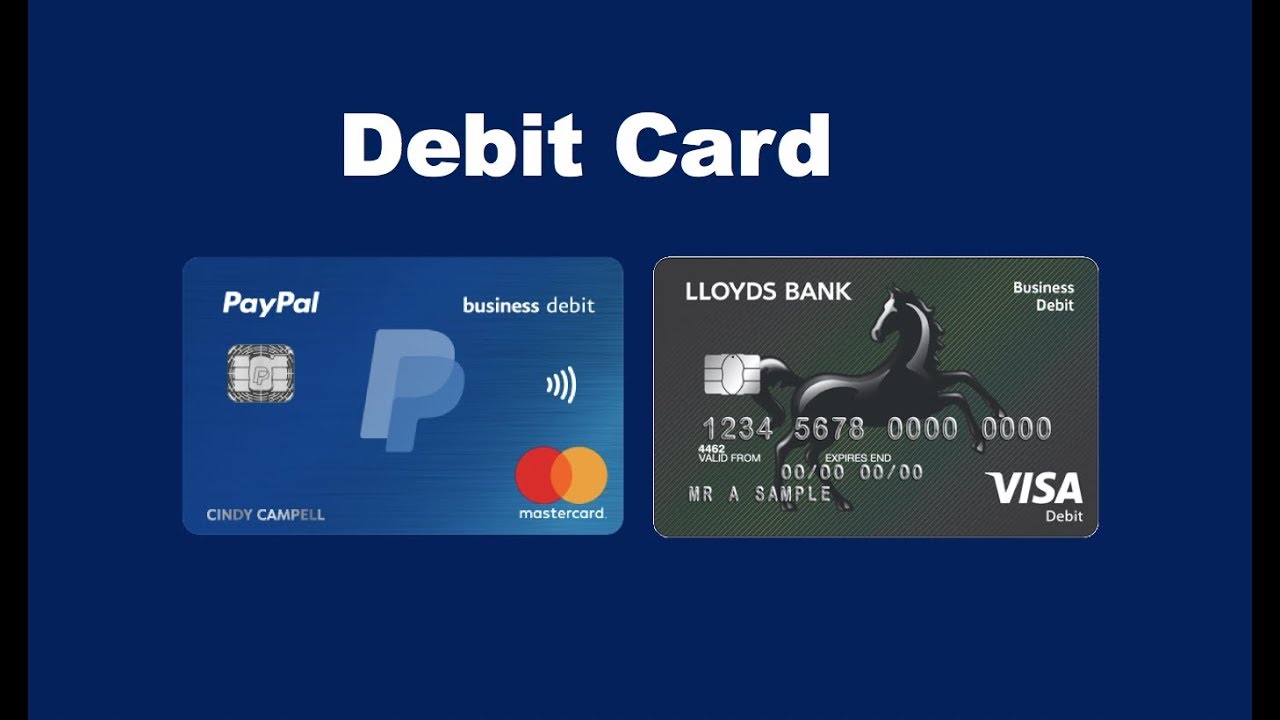 Debit Card
PayPal
business debit
CINDY CAMPELL
mastercard.
LLOYDS BANK
Business
Debit
1234 5678 0000 0000
4462
VALID FROM EXPIRES END
00/00 00/00
MR A SAMPLE
VISA
Debit